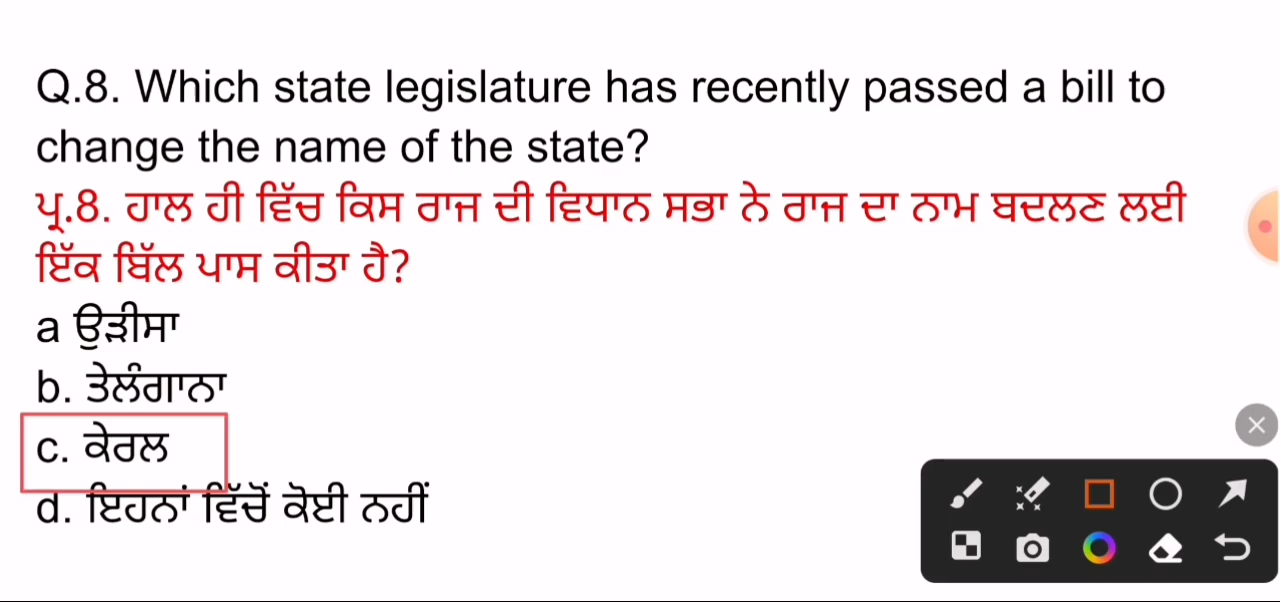 Q.8. Which state legislature has recently passed a bill to
change the name of the state?
ਪ੍ਰ.8. ਹਾਲ ਹੀ ਵਿੱਚ ਕਿਸ ਰਾਜ ਦੀ ਵਿਧਾਨ ਸਭਾ ਨੇ ਰਾਜ ਦਾ ਨਾਮ ਬਦਲਣ ਲਈ
ਇੱਕ ਬਿੱਲ ਪਾਸ ਕੀਤਾ ਹੈ?
a ਉੜੀਸਾ
b. ਤੇਲੰਗਾਨਾ
c. ਕੇਰਲ
d. ਇਹਨਾਂ ਵਿੱਚੋਂ ਕੋਈ ਨਹੀਂ